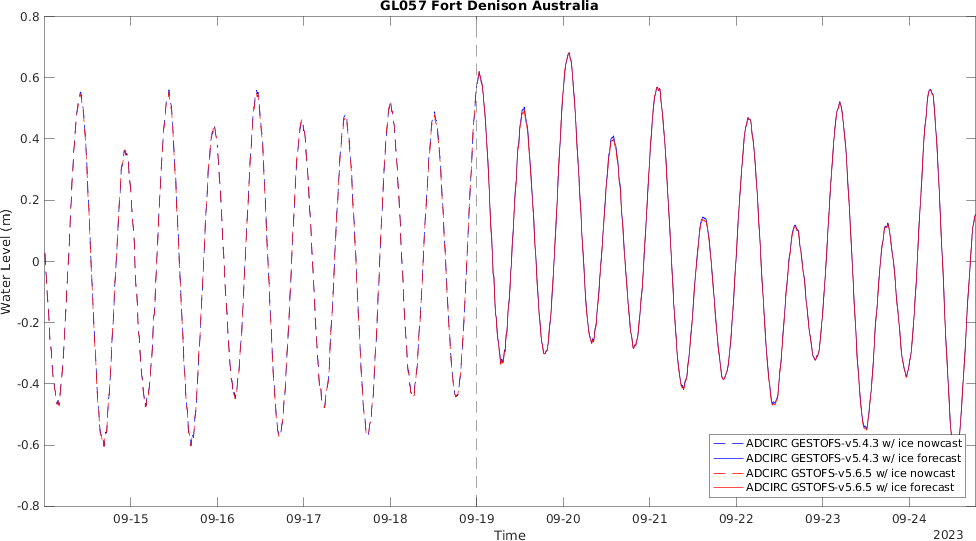 GL057 Fort Denison Australia
0.8
0.6
0.4
0.2
0
-0.2
-0.4
-0.6
-0.8
Water Level (m)
ADCIRC GESTOFS-v5.4.3 w/ ice nowcast
ADCIRC GESTOFS-v5.4.3 w/ ice forecast
ADCIRC GSTOFS-v5.6.5 w/ ice nowcast
ADCIRC GSTOFS-v5.6.5 w/ ice forecast
09-15 09-16 09-17 09-18 09-19 09-20 09-21 09-22 09-23 09-24
Time
2023